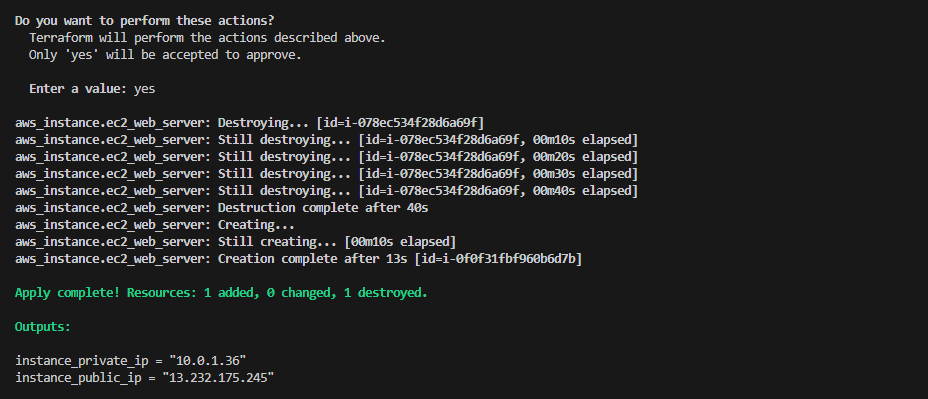 Do you want to perform these actions?
Terraform will perform the actions described above.
Only 'yes' will be accepted to approve.
Enter a value: yes
aws_instance.ec2_web_server: Destroying... [id=i-078ec534f28d6a69f]
aws_instance.ec2_web_server: Still destroying... [id=i-078ec534f28d6a69f, 00m10s elapsed]
aws_instance.ec2_web_server: Still destroying... [id=i-078ec534f28d6a69f, 00m20s elapsed]
aws_instance.ec2_web_server: Still destroying... [id=i-078ec534f28d6a69f, 00m30s elapsed]
aws_instance.ec2_web_server: Still destroying... [id=i-078ec534f28d6a69f, 00m40s elapsed]
aws_instance.ec2_web_server: Destruction complete after 40s
aws_instance.ec2_web_server: Creating...
aws_instance.ec2_web_server: Still creating... [00m10s elapsed]
aws_instance.ec2_web_server: Creation complete after 13s [id=i-0f0f31fbf960b6d7b]
Apply complete! Resources: 1 added, 0 changed, 1 destroyed.
Outputs:
instance_private_ip = "10.0.1.36"
instance_public_ip = "13.232.175.245"